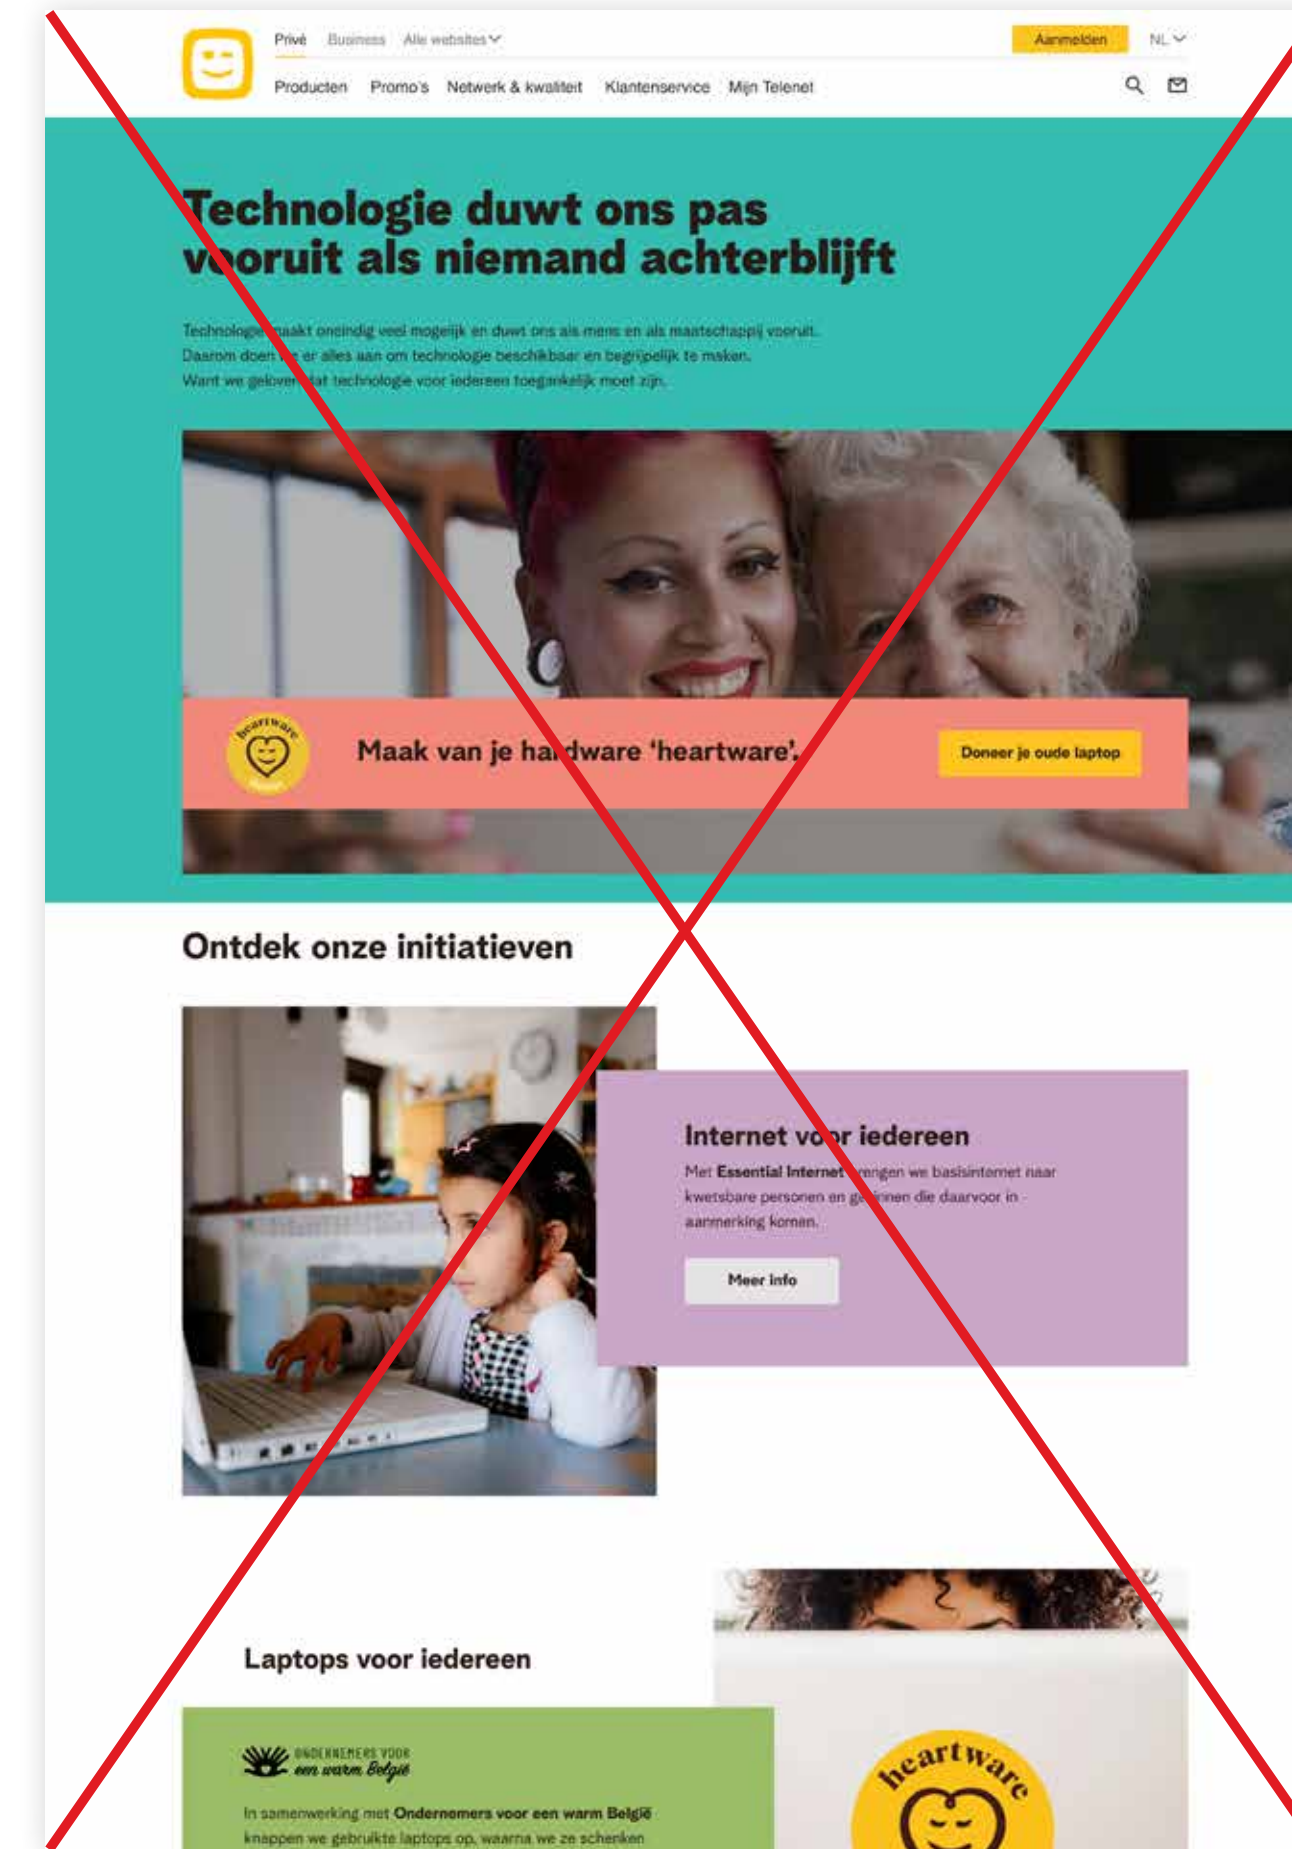 Privé Business Alle websites
Aanmelden NL
Producten Promo's Netwerk & kwaliteit Klantenservice Mijn Telenet
Technologie duwt ons pas
vooruit als niemand achterblijft
Technologie maakt oneindig veel mogelijk en duwt ons als mens en als maatschappij vooruit.
Daarom doen we er alles aan om technologie beschikbaar en begrijpelijk te maken.
Want we geloven dat technologie voor iedereen toegankelijk moet zijn.
heartware
Maak van je hardware ‘heartware’.
Doneer je oude laptop
Ontdek onze initiatieven
Internet voor iedereen
Met Essential Internet brengen we basisinternet naar
kwetsbare personen en gezinnen die daarvoor in
aanmerking komen.
Meer info
Laptops voor iedereen
ONDERNEMERS VOOR
een warm België
In samenwerking met Ondernemers voor een warm België
knappen we gebruikte laptops op, waarna we ze schenken
heartware